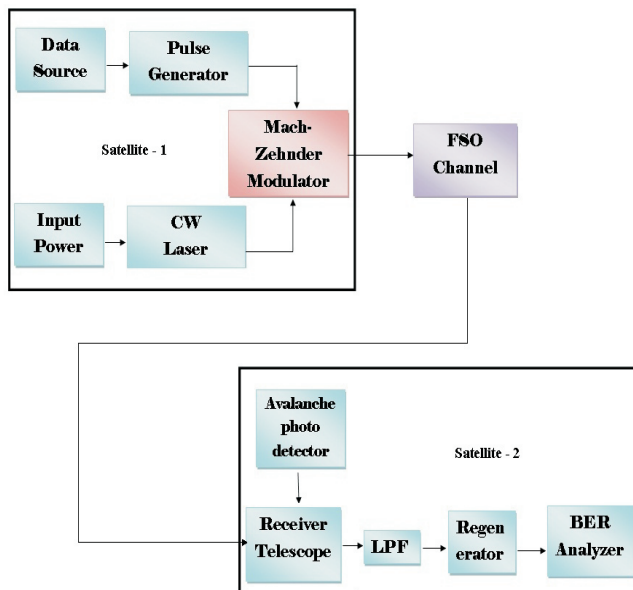 Data
Source
Pulse
Generator
Mach-
Zehnder
Modulator
FSO
Channel
Satellite - 1
Input
Power
CW
Laser
Avalanche
photo
detector
Satellite - 2
Receiver
Telescope
LPF
Regen
erator
BER
Analyzer